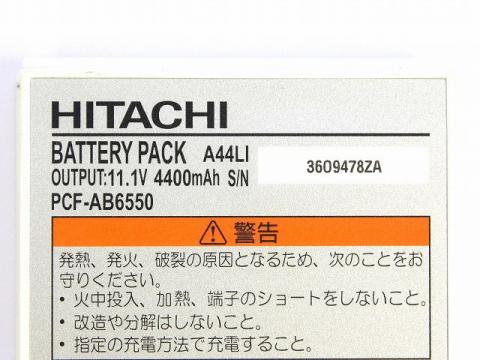 HITACHI
BATTERY PACK A44LI
OUTPUT:11.1V 4400mAh S/N 3609478ZA
PCF-AB6550
⚠警告
発熱、発火、破裂の原因となるため、次のことをお
守りください。
・火中投入、加熱、端子のショートをしないこと。
・改造や分解はしないこと。
・指定の充電方法で充電すること。